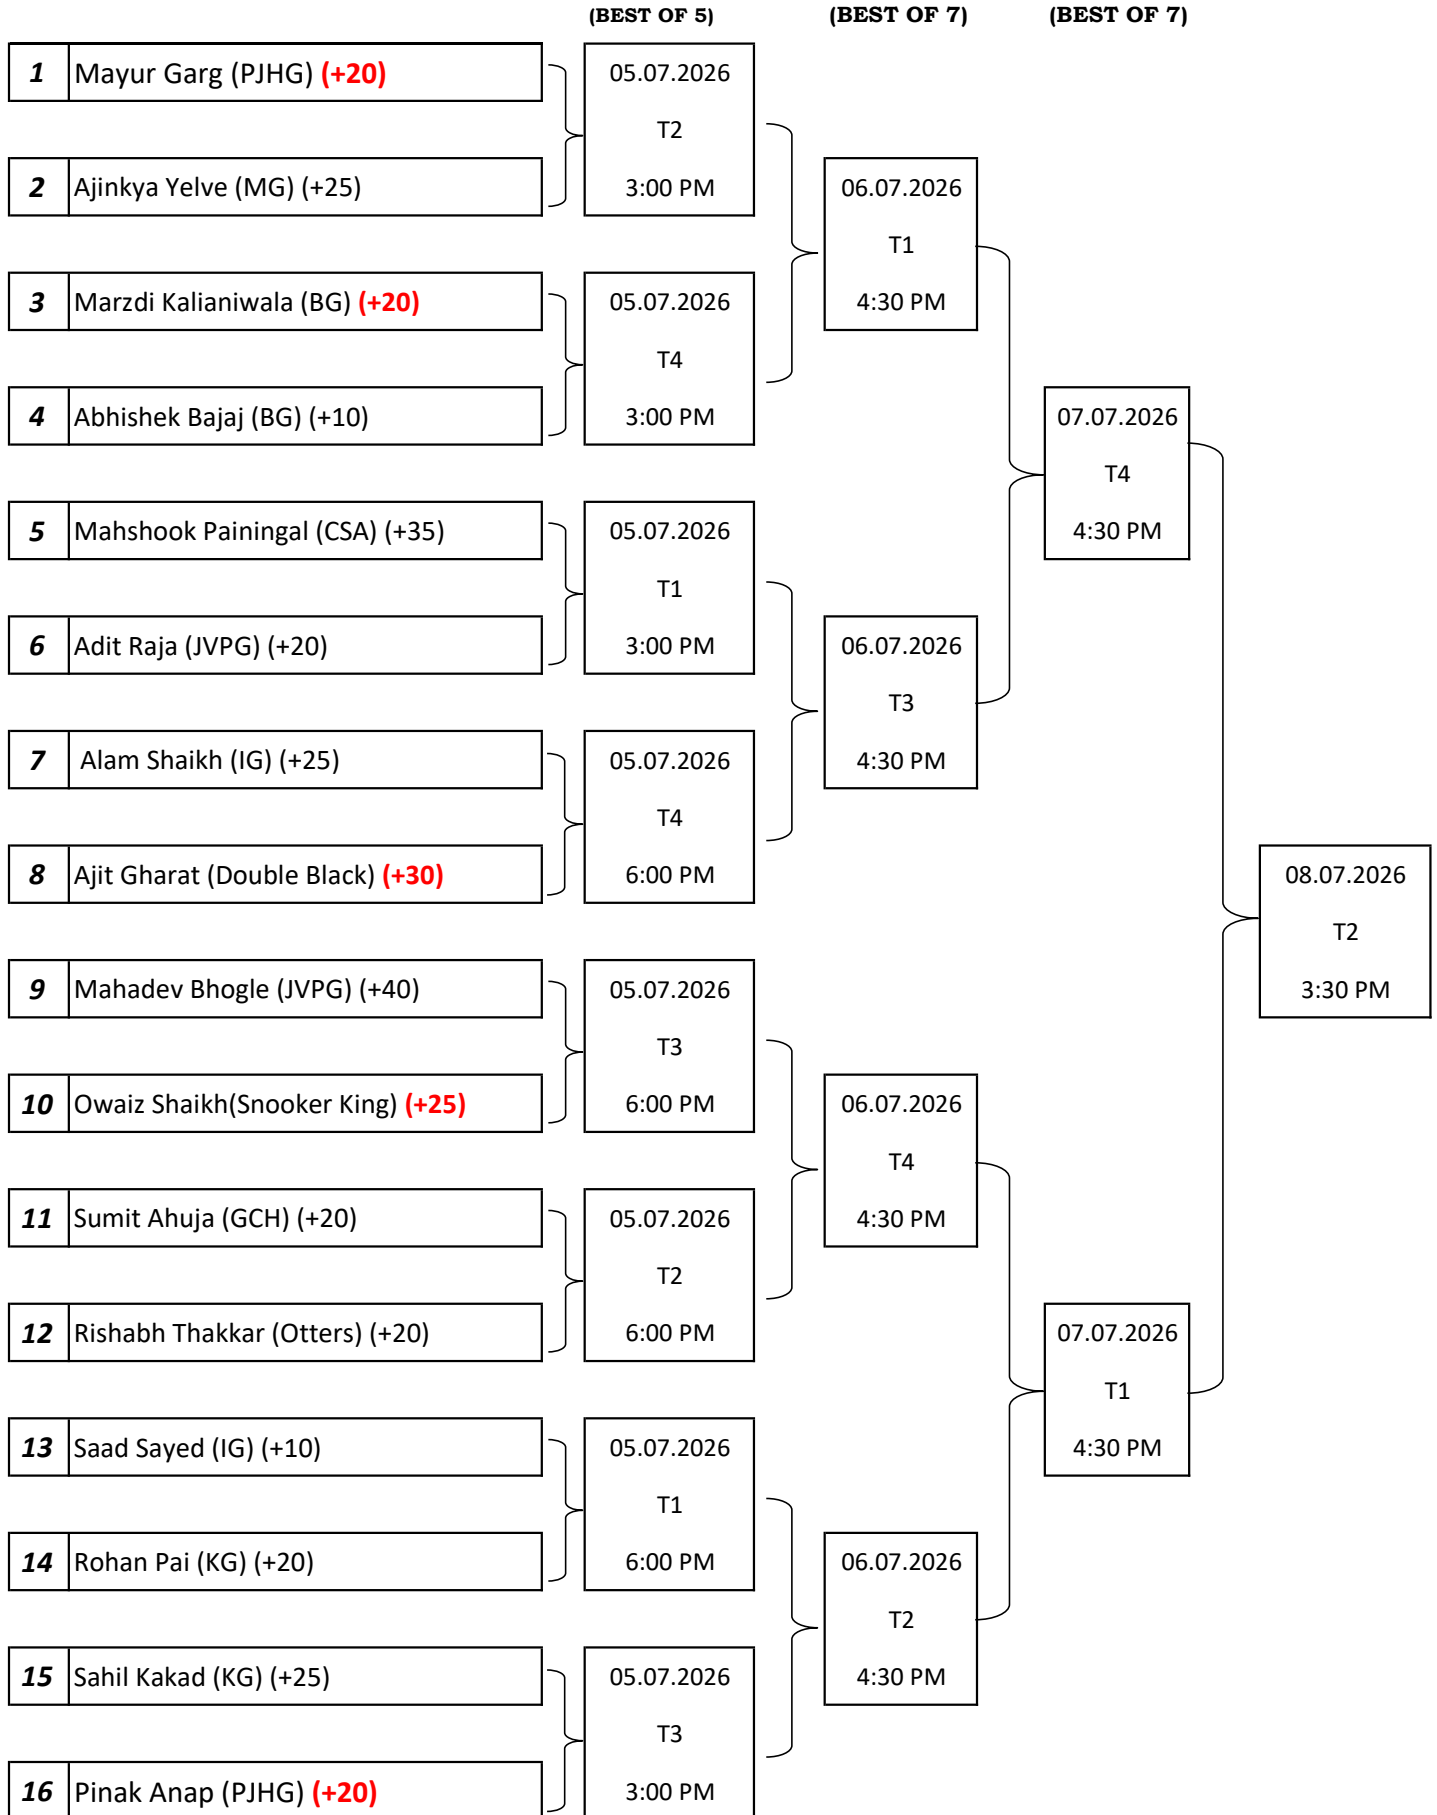 (BEST OF 5) (BEST OF 7) (BEST OF 7)
1 Mayur Garg (PJHG) (+20)
05.07.2026
T2
3:00 PM
2 Ajinkya Yelve (MG) (+25)
06.07.2026
T1
4:30 PM
3 Marzdi Kalianiwala (BG) (+20)
05.07.2026
T4
3:00 PM
4 Abhishek Bajaj (BG) (+10)
07.07.2026
T4
4:30 PM
5 Mahshook Painingal (CSA) (+35)
05.07.2026
T1
3:00 PM
6 Adit Raja (JVPG) (+20)
06.07.2026
T3
4:30 PM
7 Alam Shaikh (IG) (+25)
05.07.2026
T4
6:00 PM
8 Ajit Gharat (Double Black) (+30)
08.07.2026
T2
3:30 PM
9 Mahadev Bhogle (JVPG) (+40)
05.07.2026
T3
6:00 PM
10 Owaiz Shaikh(Snooker King) (+25)
06.07.2026
T4
4:30 PM
11 Sumit Ahuja (GCH) (+20)
05.07.2026
T2
6:00 PM
12 Rishabh Thakkar (Otters) (+20)
07.07.2026
T1
4:30 PM
13 Saad Sayed (IG) (+10)
05.07.2026
T1
6:00 PM
14 Rohan Pai (KG) (+20)
06.07.2026
T2
4:30 PM
15 Sahil Kakad (KG) (+25)
05.07.2026
T3
3:00 PM
16 Pinak Anap (PJHG) (+20)